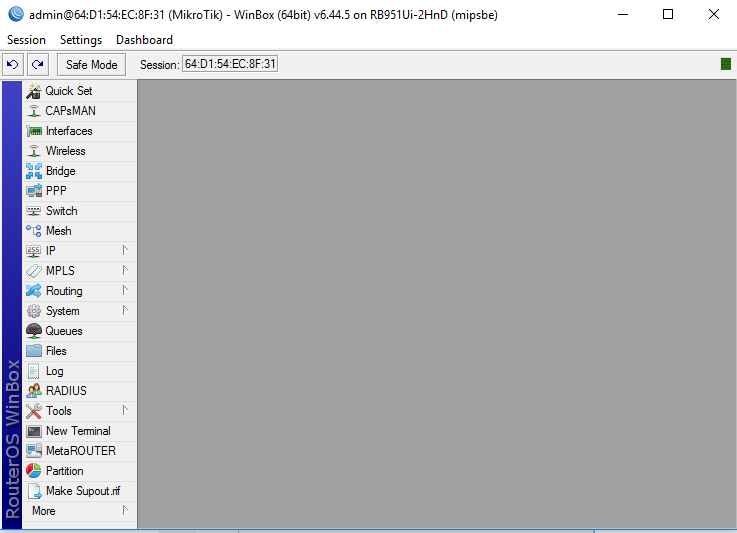 admin@64:D1:54:EC:8F:31 (MikroTik) - WinBox (64bit) v6.44.5 on RB951Ui-2HnD (mipsbe)
Session Settings Dashboard
Safe Mode Session: 64:D1:54:EC:8F:31
Quick Set
CAPsMAN
Interfaces
Wireless
Bridge
PPP
Switch
Mesh
255 IP
MPLS
Routing
System
Queues
Files
Log
RADIUS
Tools
New Terminal
MetaROUTER
Partition
Make Supout.rif
More
RouterOS WinBox